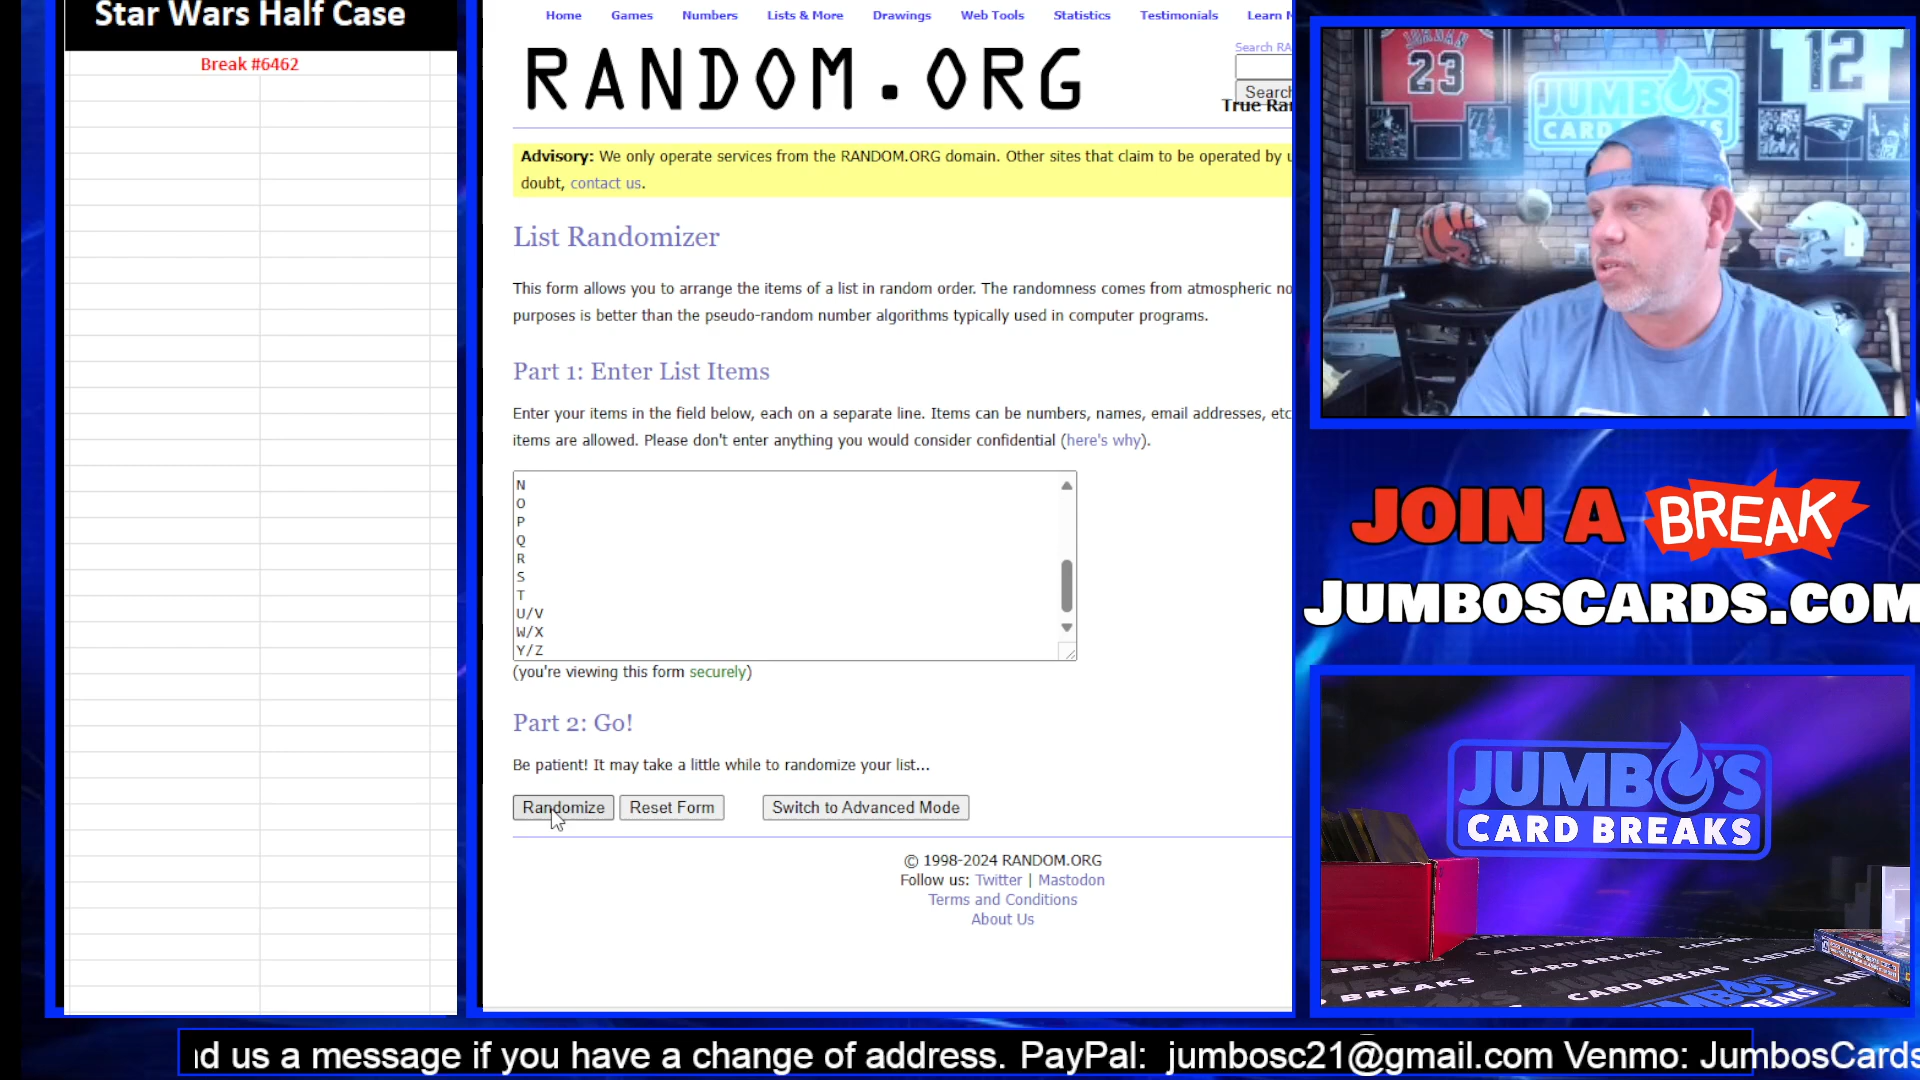 Star Wars Half Case
Break #6462
Home Games Numbers Lists & More Drawings Web Tools Statistics Testimonials Learn
RANDOM.ORG
Search RA
Search
True Ran
Advisory: We only operate services from the RANDOM.ORG domain. Other sites that claim to be operated by u
doubt, contact us.
List Randomizer
This form allows you to arrange the items of a list in random order. The randomness comes from atmospheric no
purposes is better than the pseudo-random number algorithms typically used in computer programs.
Part 1: Enter List Items
Enter your items in the field below, each on a separate line. Items can be numbers, names, email addresses, etc
items are allowed. Please don't enter anything you would consider confidential (here's why).
N
O
P
Q
R
S
T
U/V
W/X
Y/Z
(you're viewing this form securely)
Part 2: Go!
Be patient! It may take a little while to randomize your list...
Randomize Reset Form Switch to Advanced Mode
© 1998-2024 RANDOM.ORG
Follow us: Twitter | Mastodon
Terms and Conditions
About Us
JORDAN
23
JUMBO'S
12
JOIN A BREAK
JUMBOSCARDS.COM
JUMBO'S
CARD BREAKS
nd us a message if you have a change of address. PayPal: jumbosc21@gmail.com Venmo: JumbosCards